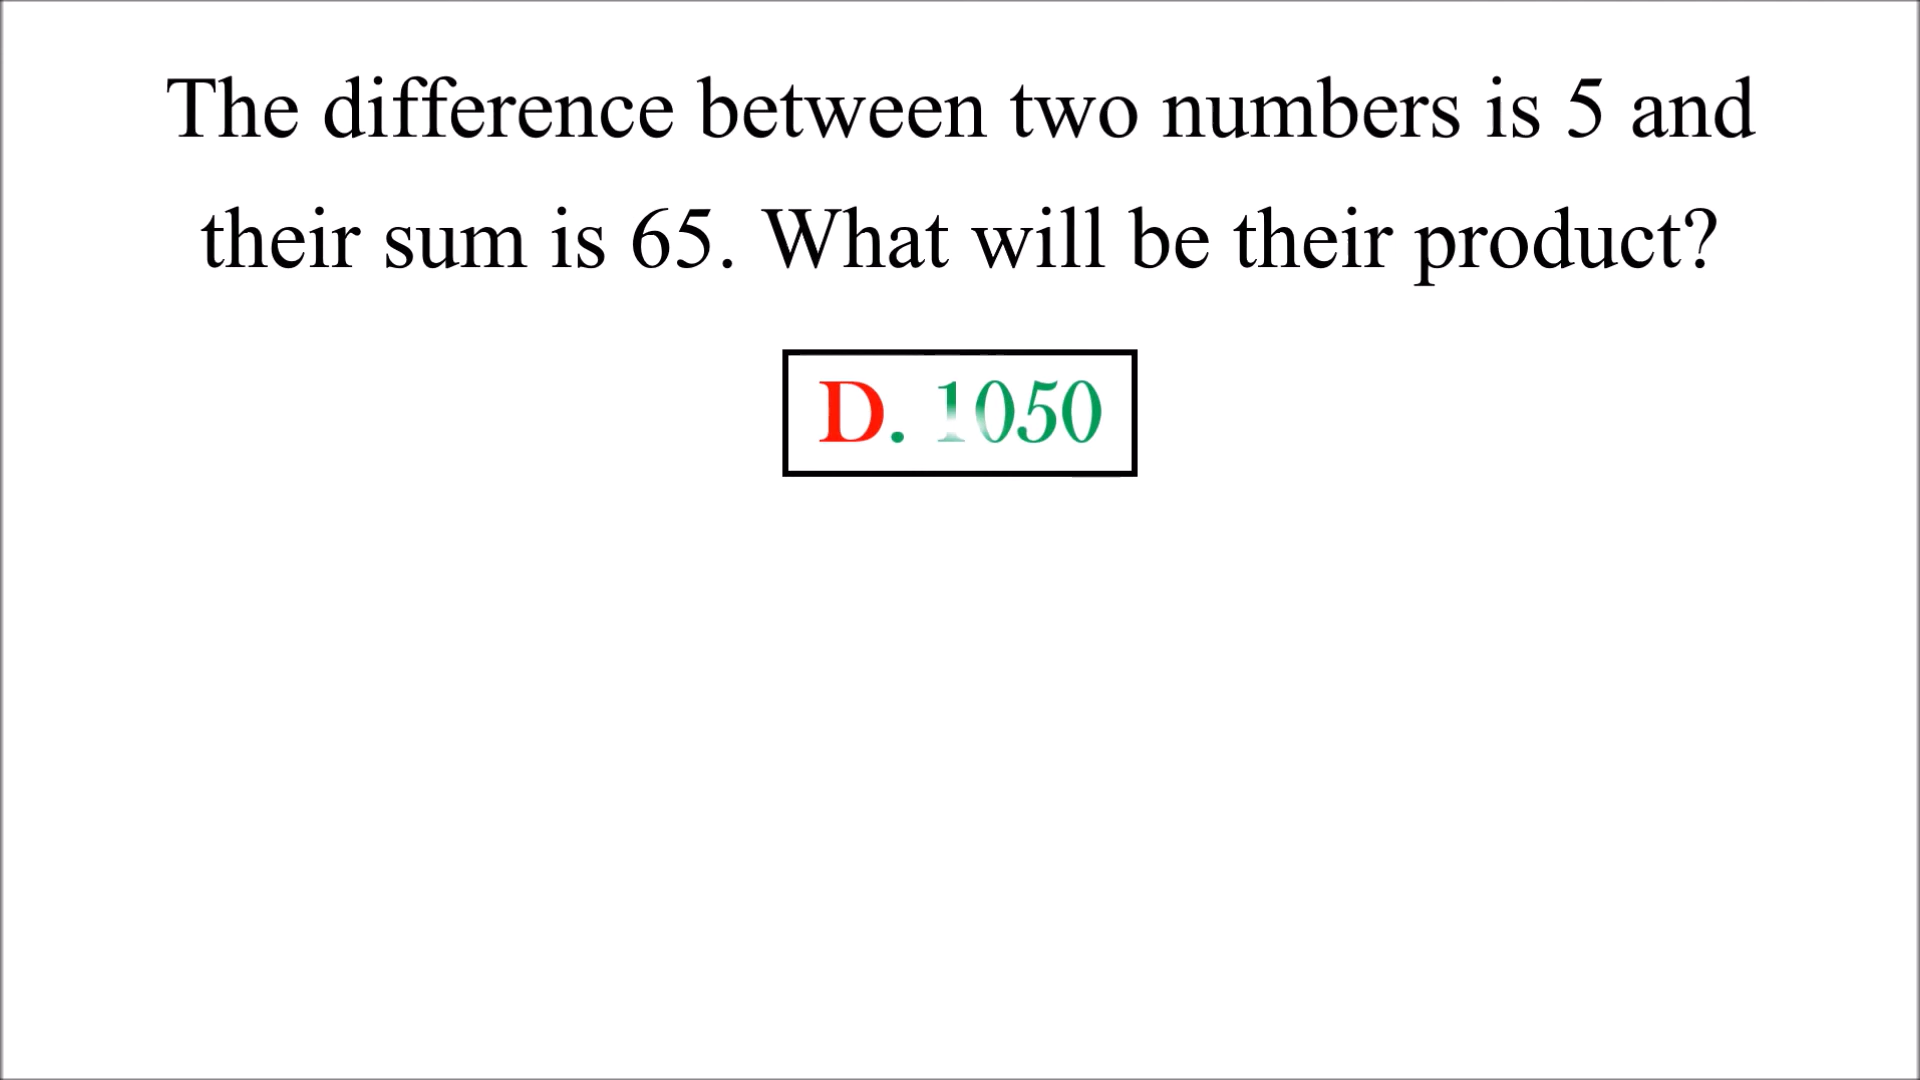 The difference between two numbers is 5 and
their sum is 65. What will be their product?
D. 1050